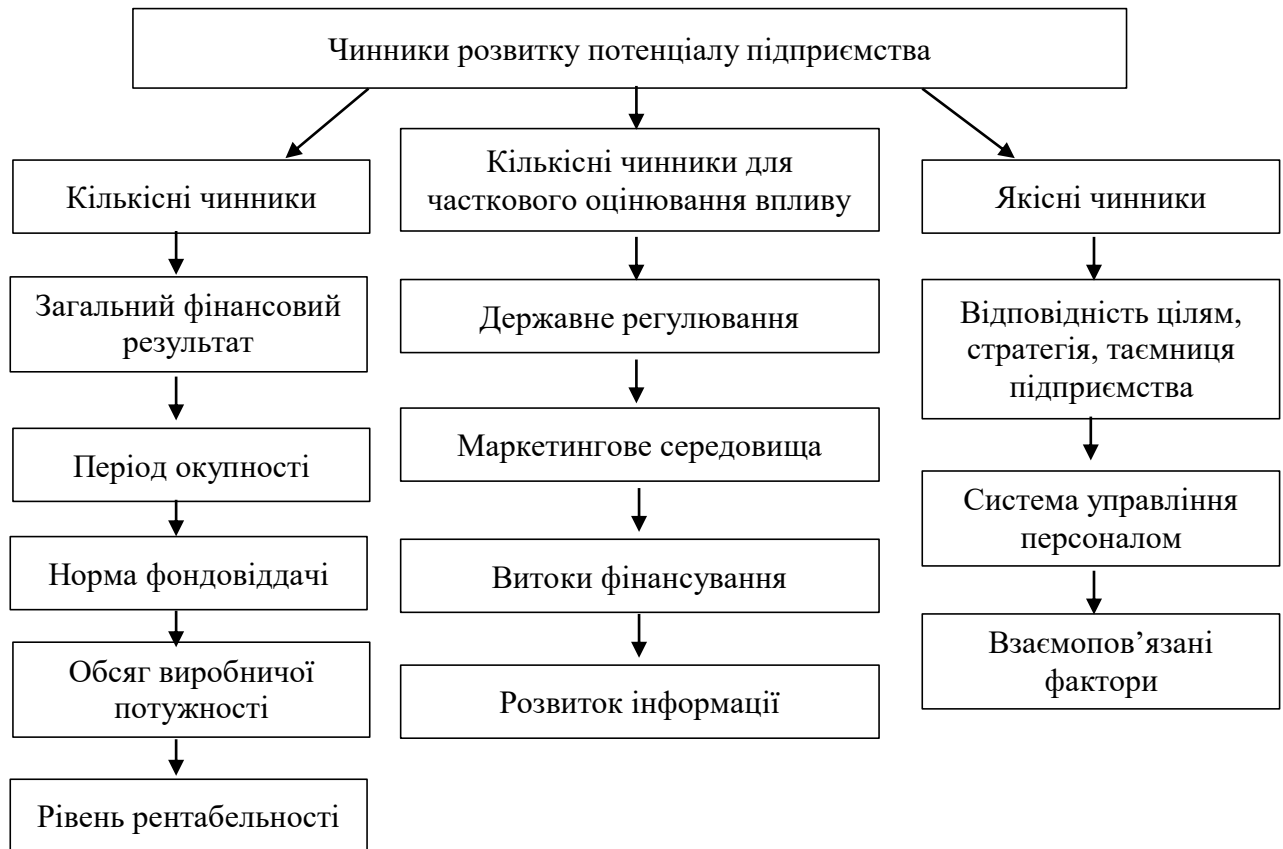 Чинники розвитку потенціалу підприємства
Кількісні чинники
Загальний фінансовий
результат
Період окупності
Норма фондовіддачі
Обсяг виробничої
потужності
Рівень рентабельності
Кількісні чинники для
часткового оцінювання впливу
Державне регулювання
Маркетингове середовища
Витоки фінансування
Розвиток інформації
Якісні чинники
Відповідність цілям,
стратегія, таємниця
підприємства
Система управління
персоналом
Взаємопов’язані
фактори